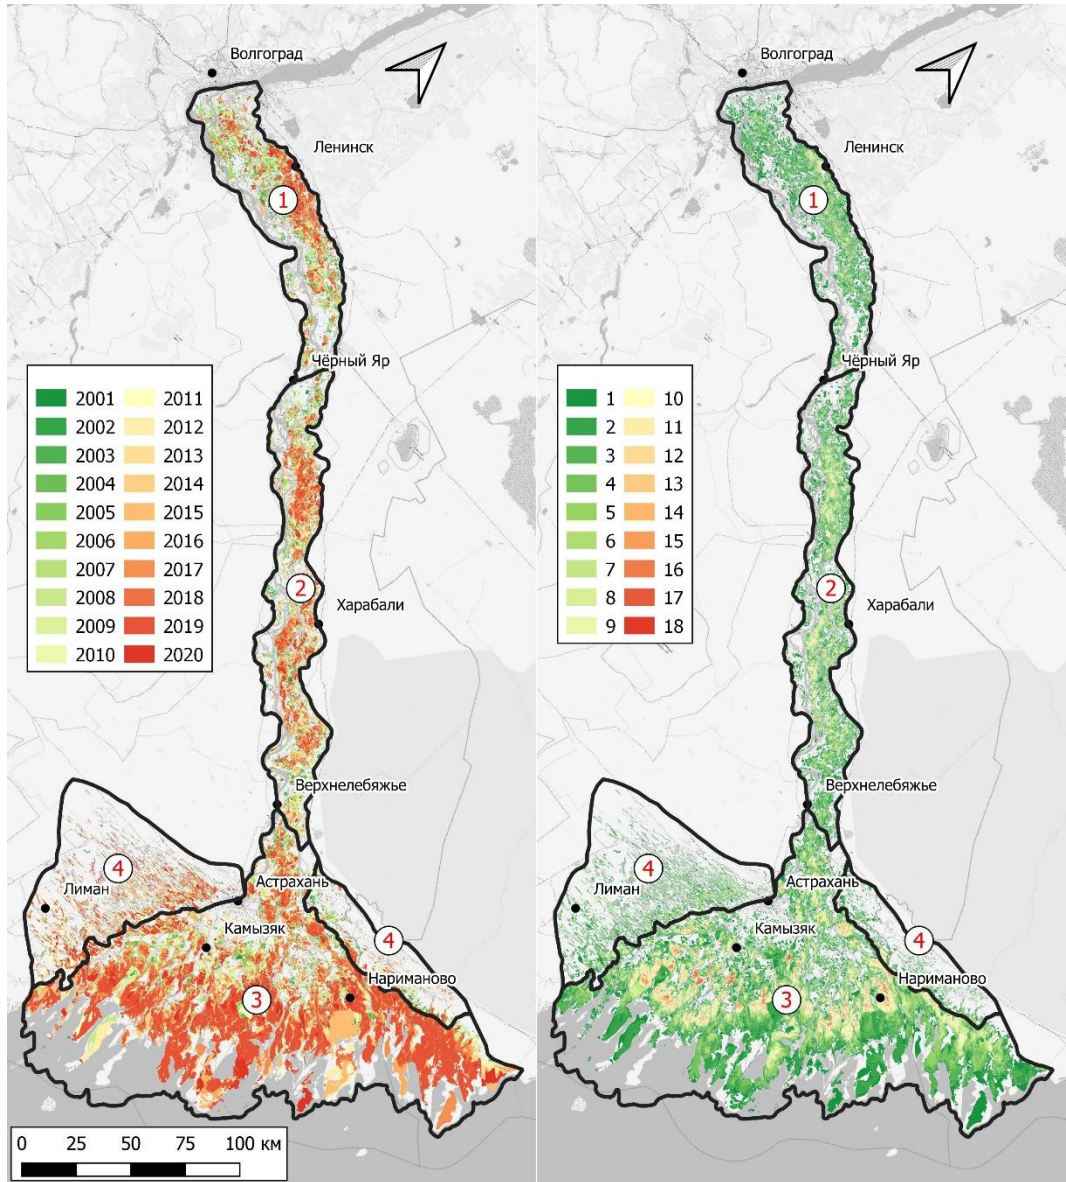 Волгоград
Ленинск
1
Чёрный Яр
2001 2011
2002 2012
2003 2013
2004 2014
2005 2015
2006 2016
2007 2017
2008 2018
2009 2019
2010 2020
2
Харабали
Верхнелебяжье
4
Лиман
Астрахань
Камызяк
4
Нариманово
3
0 25 50 75 100 км
Волгоград
Ленинск
1
Чёрный Яр
1 10
2 11
3 12
4 13
5 14
6 15
7 16
8 17
9 18
2
Харабали
Верхнелебяжье
4
Лиман
Астрахань
Камызяк
4
Нариманово
3